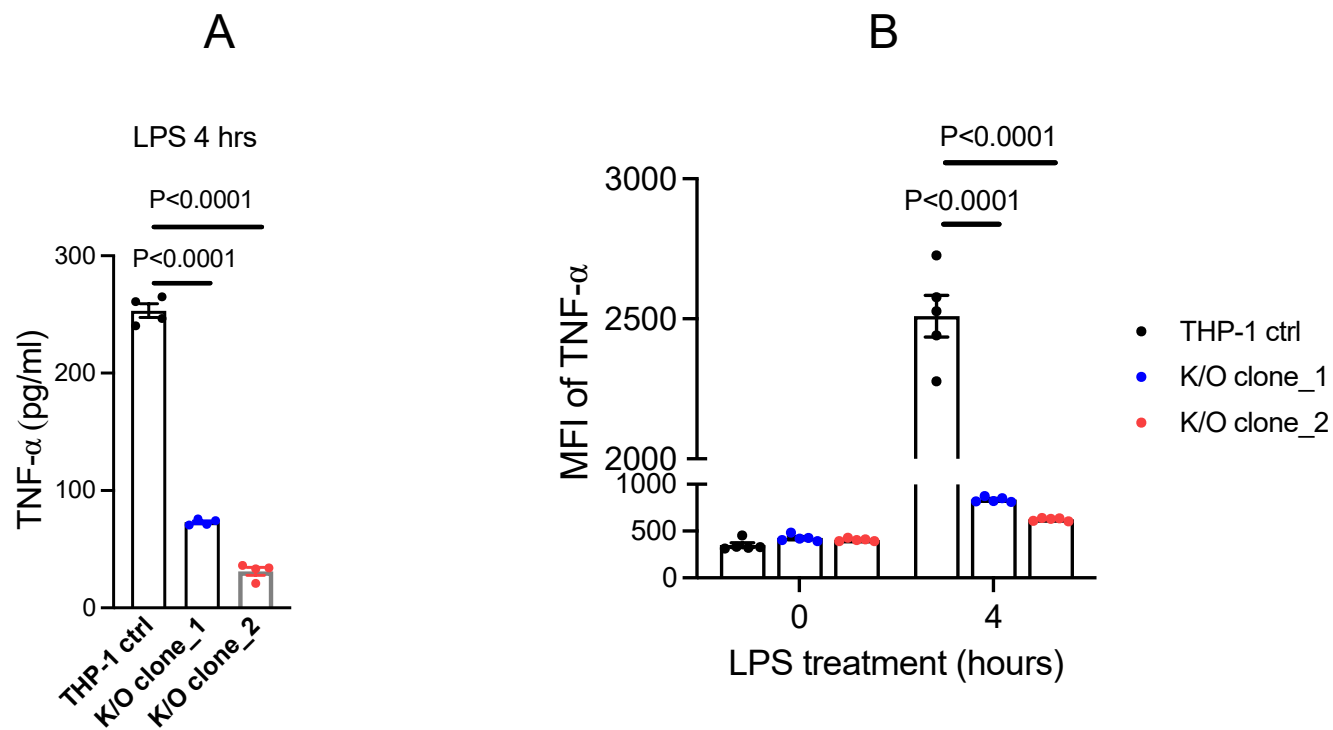 A
LPS 4 hrs
P<0.0001
P<0.0001
300
200
100
0
TNF-α (pg/ml)
THP-1 ctrl
K/O clone_1
K/O clone_2
B
P<0.0001
P<0.0001
3000
2500
2000
1000
500
0
MFI of TNF-α
0
4
LPS treatment (hours)
THP-1 ctrl
K/O clone_1
K/O clone_2